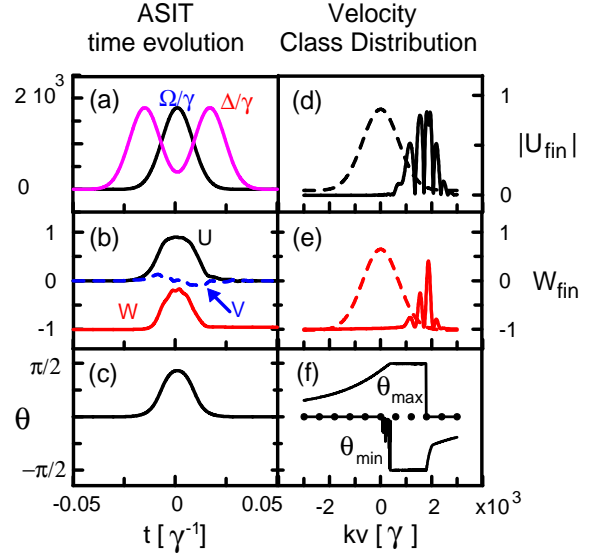 ASIT time evolution
Velocity Class Distribution
2 10³
(a)
Ω/γ
Δ/γ
0
(d)
1
|U_fin|
0
1
(b)
U
0
W
V
-1
(e)
1
0
W_fin
-1
π/2
(c)
θ
−π/2
(f)
θ_max
θ_min
-0.05
0
0.05
t [ γ⁻¹]
-2
0
2
x10³
kv [ γ ]